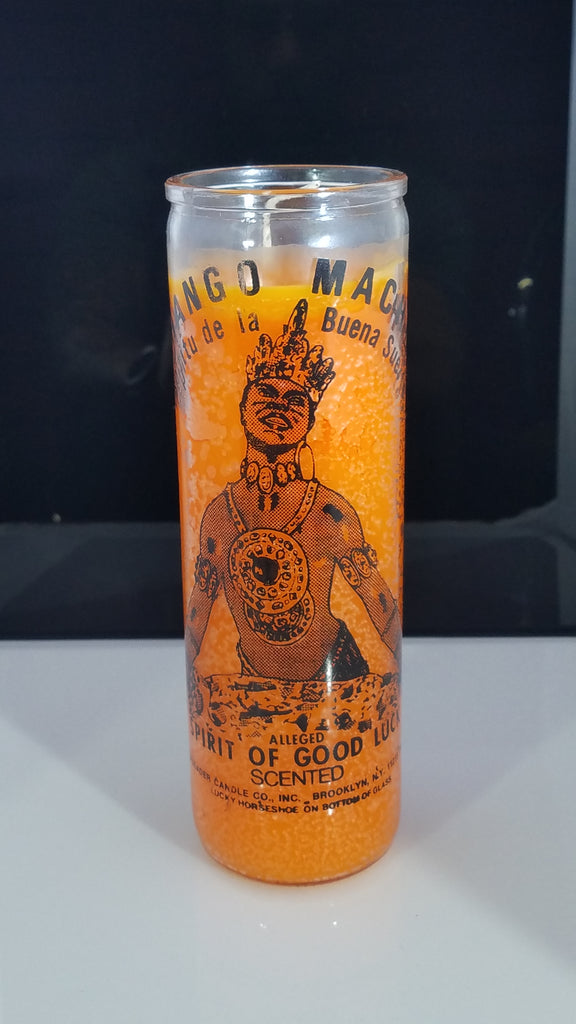 ANGO MACH
tu de la Buena Sue
ALLEGED
SPIRIT OF GOOD LUCK
SCENTED
CANDLE CO., INC. BROOKLYN, N.Y.
LUCKY HORSESHOE ON BOTTOM OF GLASS